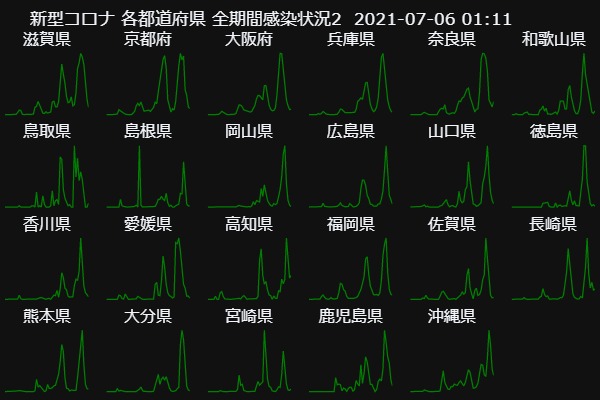 新型コロナ 各都道府県 全期間感染状況2 2021-07-06 01:11
滋賀県 京都府 大阪府 兵庫県 奈良県 和歌山県
鳥取県 島根県 岡山県 広島県 山口県 徳島県
香川県 愛媛県 高知県 福岡県 佐賀県 長崎県
熊本県 大分県 宮崎県 鹿児島県 沖縄県